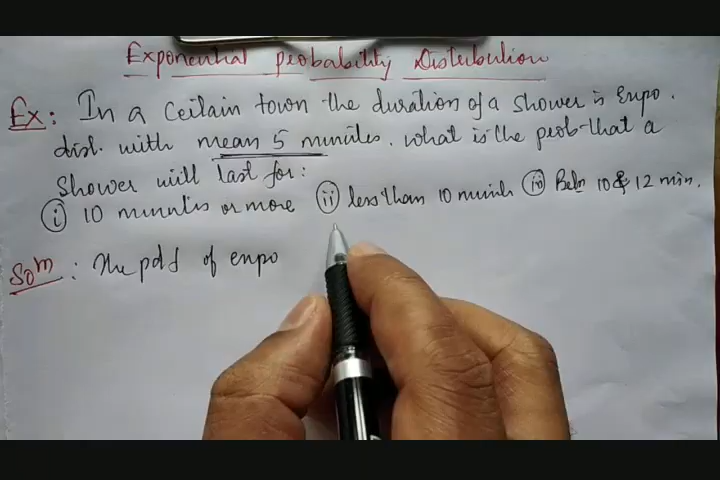 Exponential probability Distribution
Ex: In a certain town the duration of a shower is Expo.
dist. with mean 5 minutes. what is the prob that a
shower will last for:
(i) 10 minutes or more (ii) less than 10 minute (iii) Betn 10 & 12 min.
Som: The pdf of expo